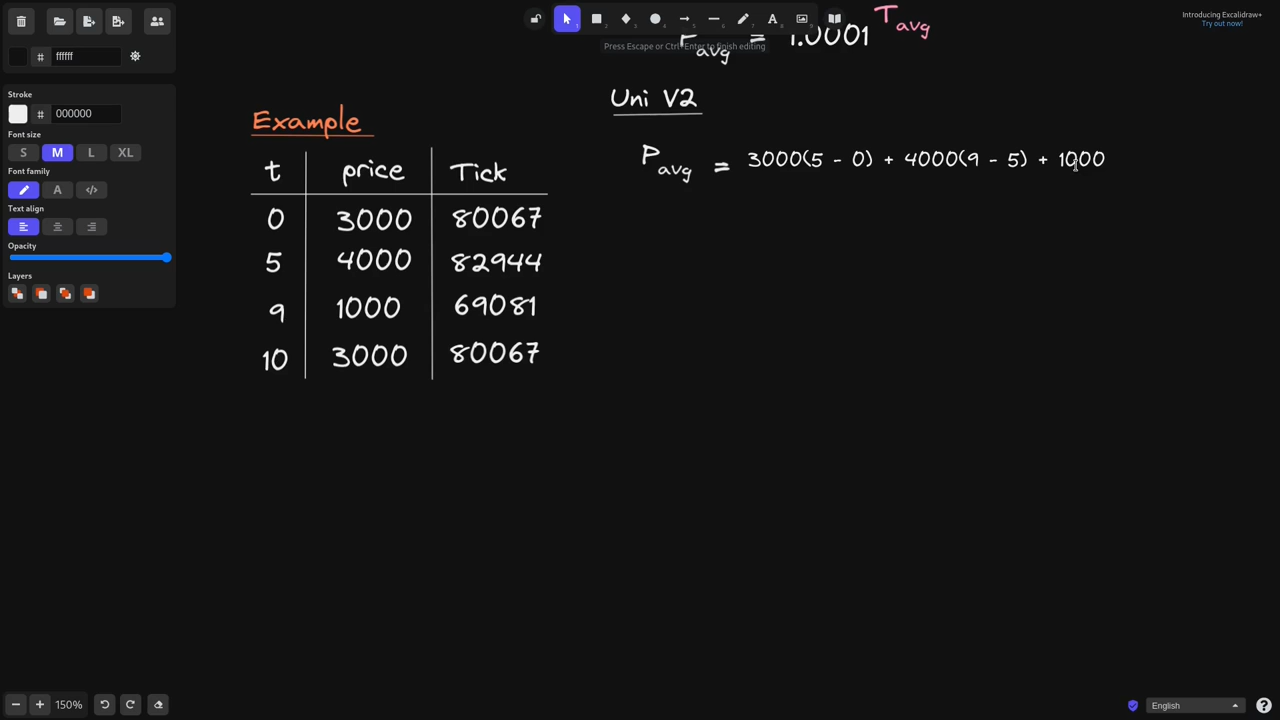 Introducing Excalidraw+
Try out now!
# ffffff
Press Escape or Ctrl+Enter to finish editing
P avg = 1.0001 T avg
Stroke
# 000000
Font size
S M L XL
Font family
A </>
Text align
Opacity
Layers
Example
t price Tick
0 3000 80067
5 4000 82944
9 1000 69081
10 3000 80067
Uni V2
P avg = 3000(5 - 0) + 4000(9 - 5) + 1000
150%
English